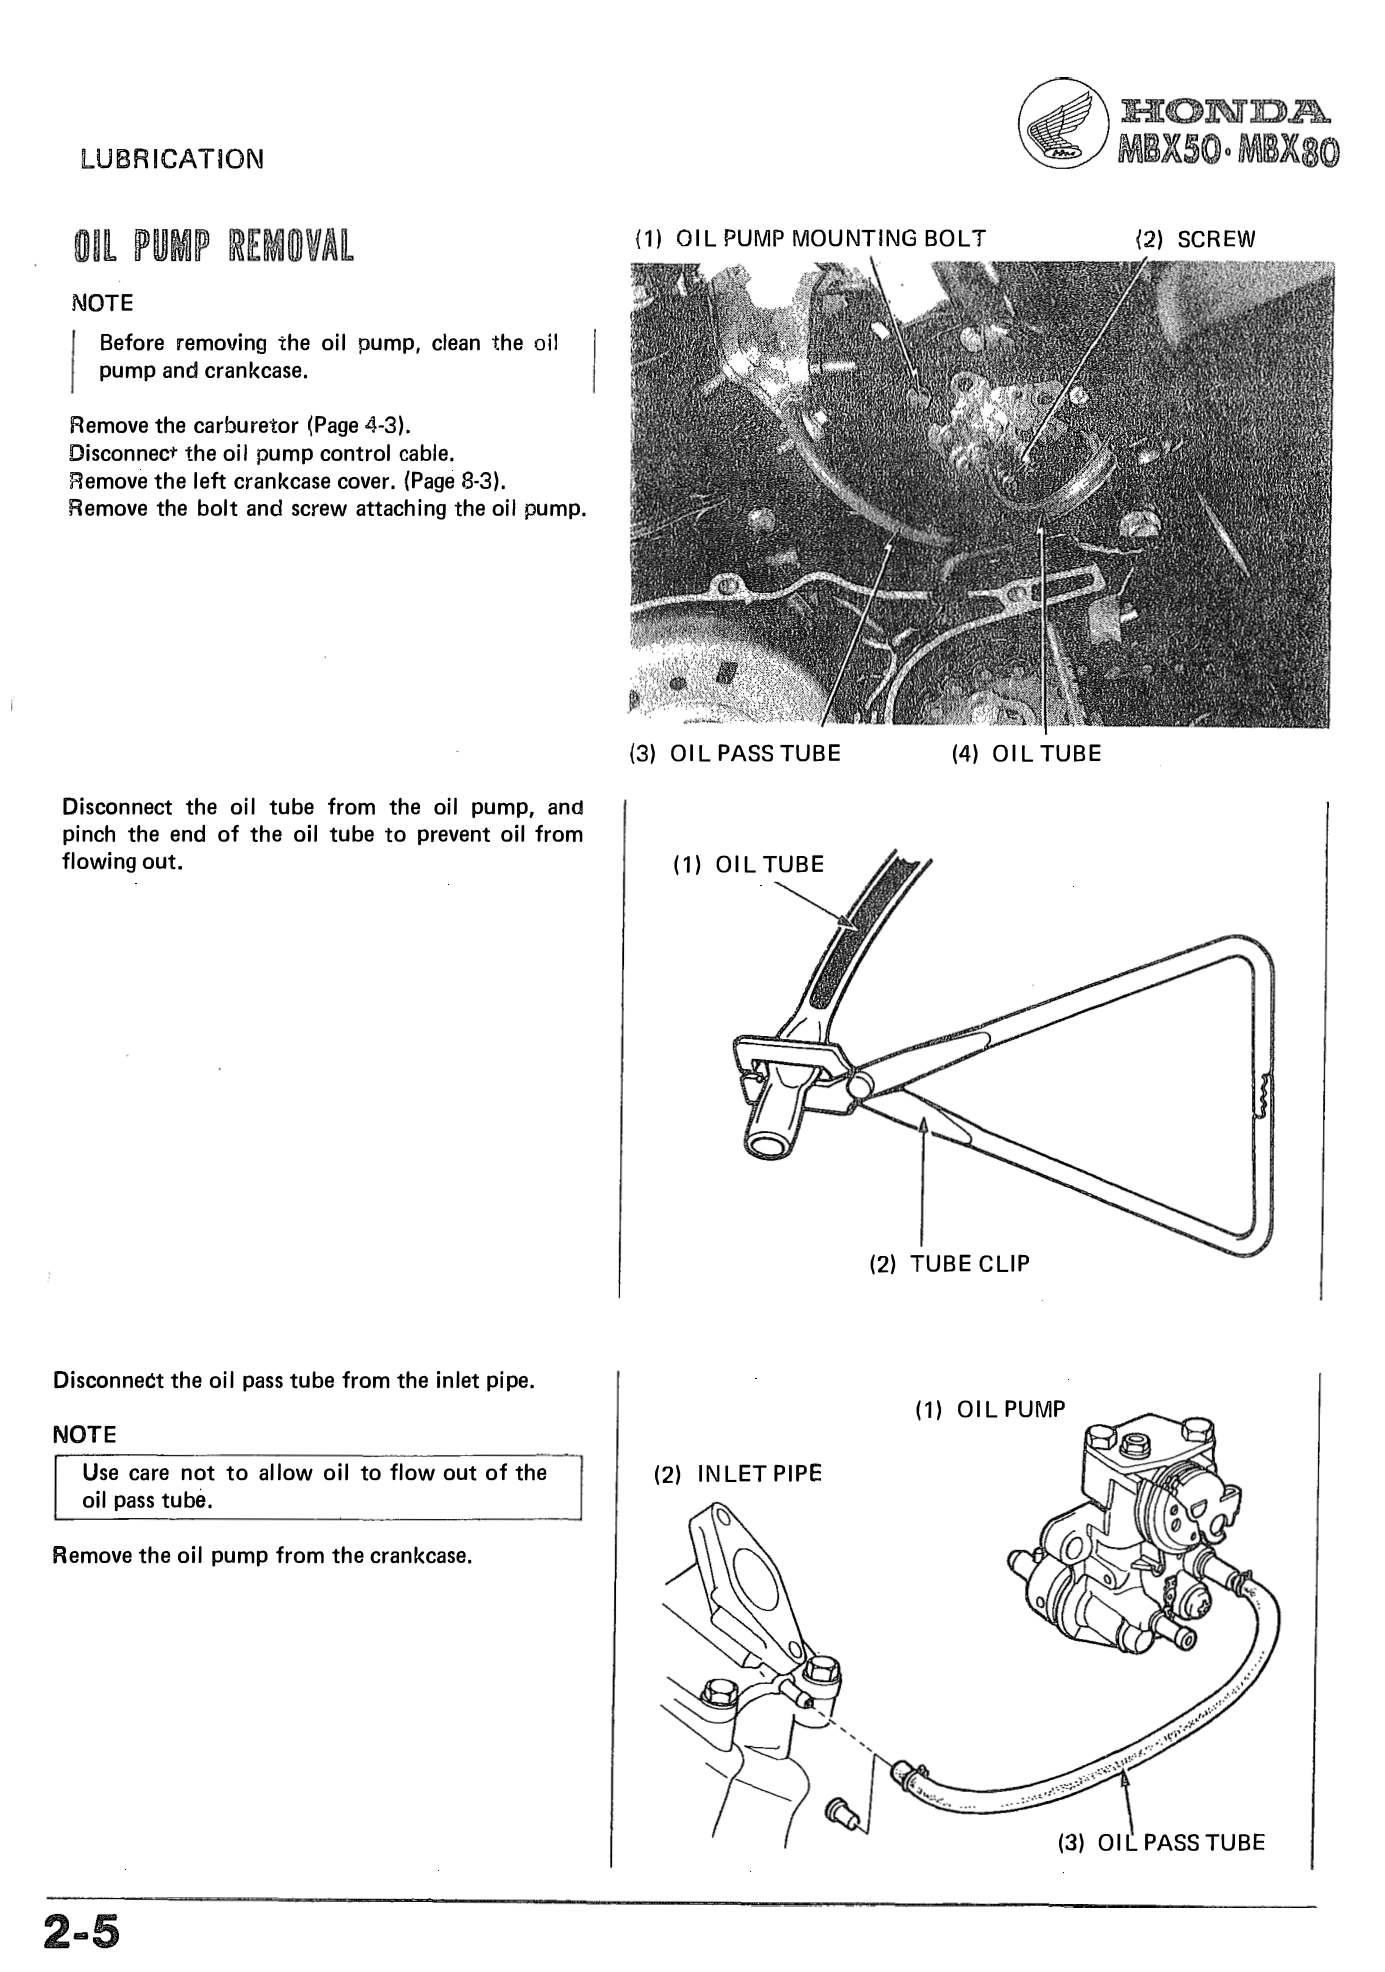 HONDA
MBX50·MBX80
LUBRICATION
OIL PUMP REMOVAL
NOTE
Before removing the oil pump, clean the oil
pump and crankcase.
Remove the carburetor (Page 4-3).
Disconnect the oil pump control cable.
Remove the left crankcase cover. (Page 8-3).
Remove the bolt and screw attaching the oil pump.
(1) OIL PUMP MOUNTING BOLT
(2) SCREW
(3) OIL PASS TUBE
(4) OIL TUBE
Disconnect the oil tube from the oil pump, and
pinch the end of the oil tube to prevent oil from
flowing out.
(1) OIL TUBE
(2) TUBE CLIP
Disconnect the oil pass tube from the inlet pipe.
NOTE
Use care not to allow oil to flow out of the
oil pass tube.
Remove the oil pump from the crankcase.
(1) OIL PUMP
(2) INLET PIPE
(3) OIL PASS TUBE
2-5